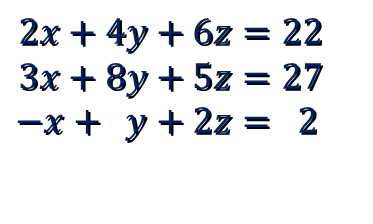 2x + 4y + 6z = 22
3x + 8y + 5z = 27
−x + y + 2z = 2